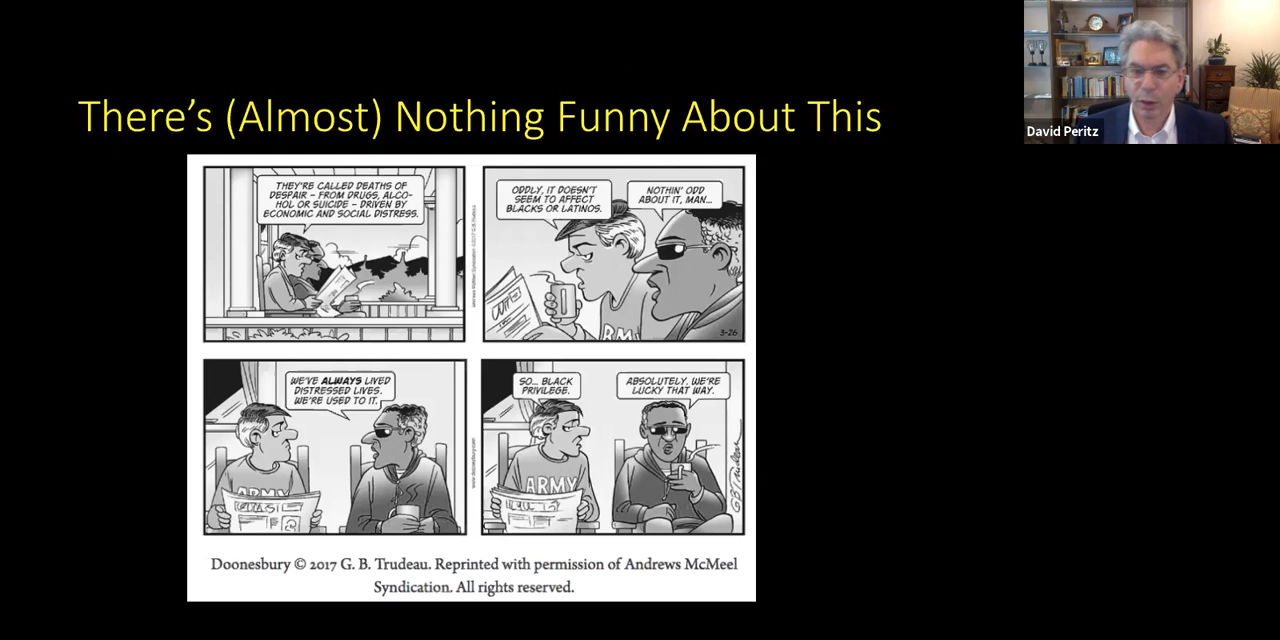 There's (Almost) Nothing Funny About This
David Peritz
THEY'RE CALLED DEATHS OF
DESPAIR – FROM DRUGS, ALCO-
HOL OR SUICIDE – DRIVEN BY
ECONOMIC AND SOCIAL DISTRESS.
ODDLY, IT DOESN'T
SEEM TO AFFECT
BLACKS OR LATINOS.
NOTHIN' ODD
ABOUT IT, MAN...
ARMY
3-26
WE'VE ALWAYS LIVED
DISTRESSED LIVES.
WE'RE USED TO IT.
ARMY
www.doonesbury.com
SO... BLACK
PRIVILEGE.
ABSOLUTELY. WE'RE
LUCKY THAT WAY.
ARMY
GBTrudeau
Doonesbury © 2017 G. B. Trudeau. Reprinted with permission of Andrews McMeel
Syndication. All rights reserved.